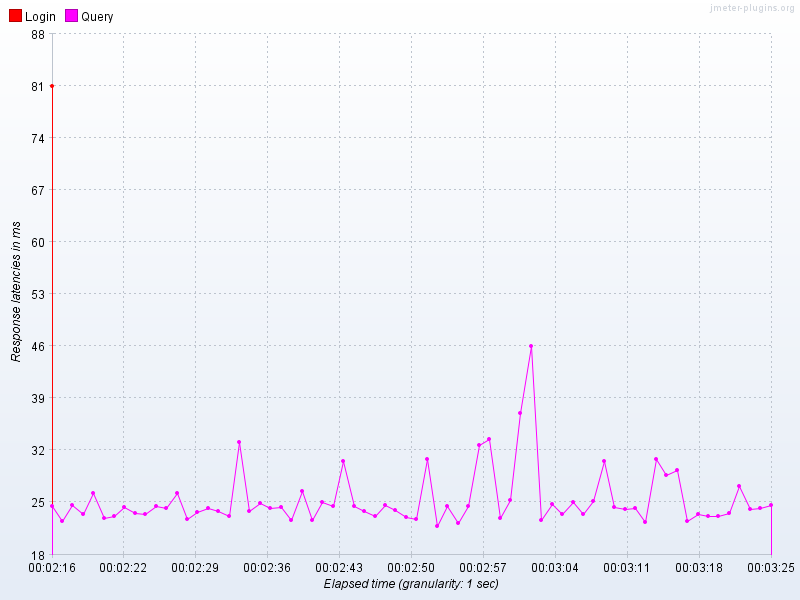 jmeter-plugins.org
Login Query
88
81
74
67
60
53
46
39
32
25
18
Response latencies in ms
00:02:16 00:02:22 00:02:29 00:02:36 00:02:43 00:02:50 00:02:57 00:03:04 00:03:11 00:03:18 00:03:25
Elapsed time (granularity: 1 sec)